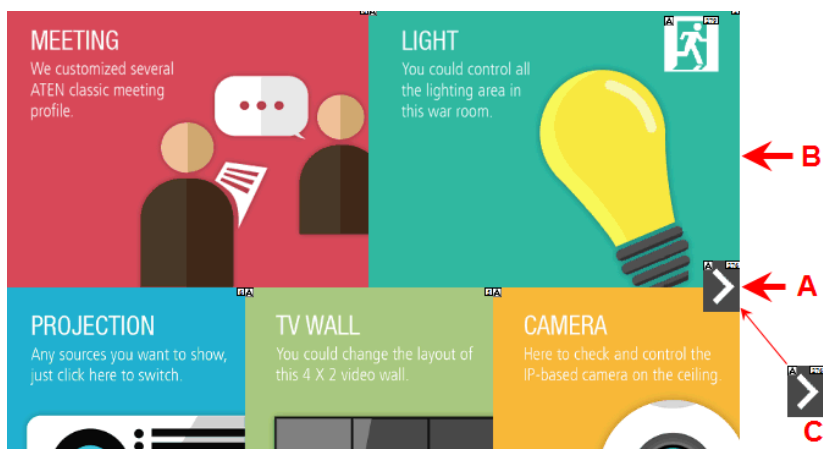 MEETING
We customized several
ATEN classic meeting
profile.
LIGHT
You could control all
the lighting area in
this war room.
B
A
PROJECTION
Any sources you want to show,
just click here to switch.
TV WALL
You could change the layout of
this 4 X 2 video wall.
CAMERA
Here to check and control the
IP-based camera on the ceiling.
C